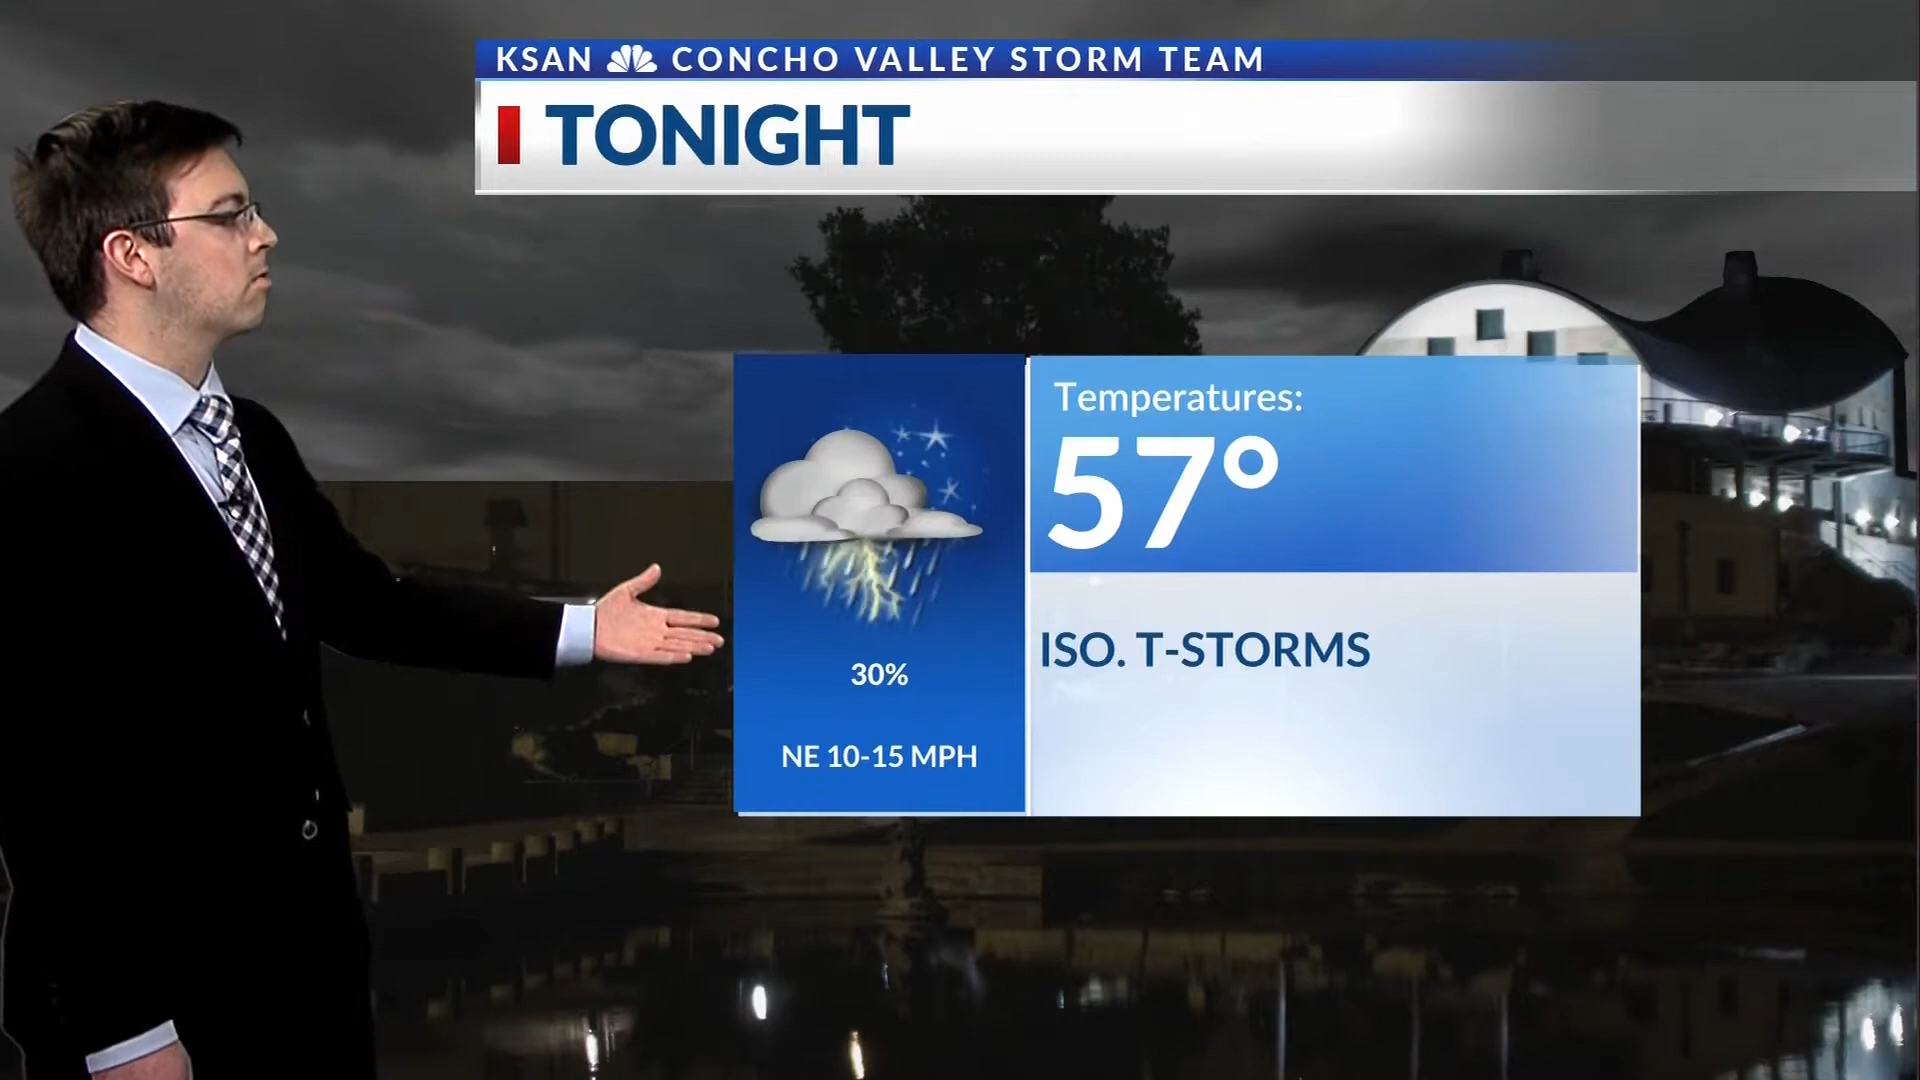 KSAN CONCHO VALLEY STORM TEAM
TONIGHT
Temperatures:
57°
30%
NE 10-15 MPH
ISO. T-STORMS